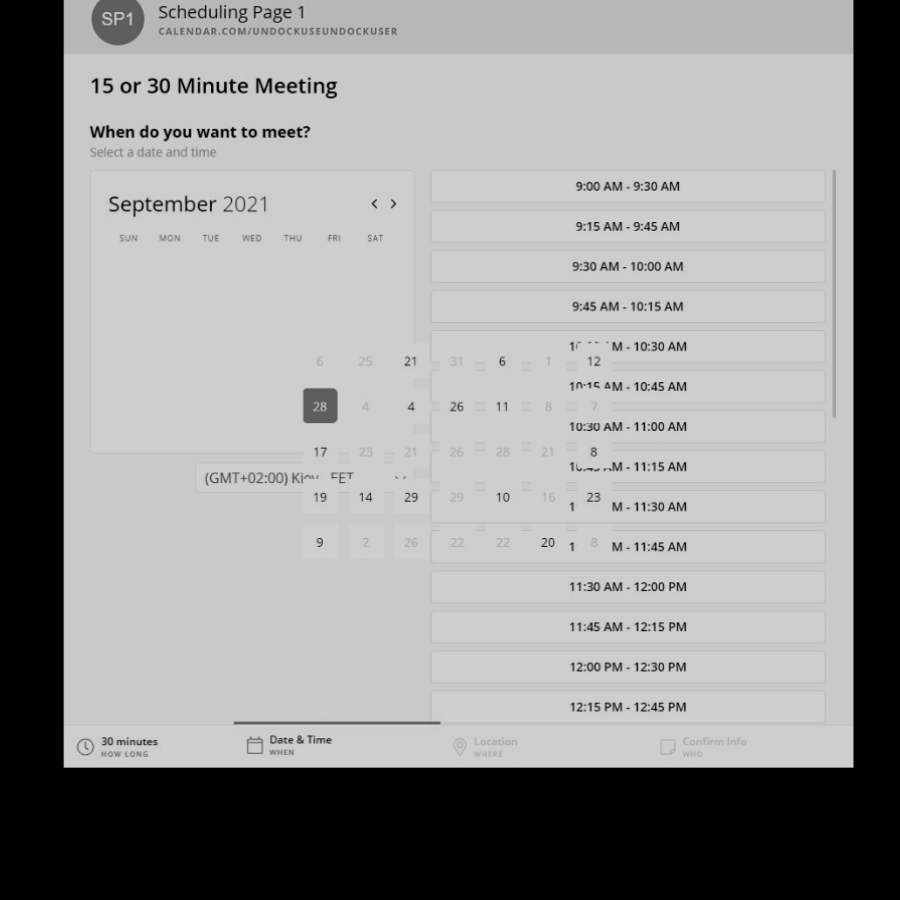 SP1
Scheduling Page 1
CALENDAR.COM/UNDOCKUSEUNDOCKUSER
15 or 30 Minute Meeting
When do you want to meet?
Select a date and time
September 2021
SUN MON TUE WED THU FRI SAT
6 25 21 31 6 1 12
28 4 4 26 11 8 7
17 23 21 26 28 21 8
19 14 29 29 10 16 23
9 2 26 22 22 20 8
(GMT+02:00) EET
9:00 AM - 9:30 AM
9:15 AM - 9:45 AM
9:30 AM - 10:00 AM
9:45 AM - 10:15 AM
M - 10:30 AM
10:15 AM - 10:45 AM
10:30 AM - 11:00 AM
M - 11:15 AM
M - 11:30 AM
M - 11:45 AM
11:30 AM - 12:00 PM
11:45 AM - 12:15 PM
12:00 PM - 12:30 PM
12:15 PM - 12:45 PM
30 minutes
HOW LONG
Date & Time
WHEN
Location
WHERE
Confirm Info
WHO